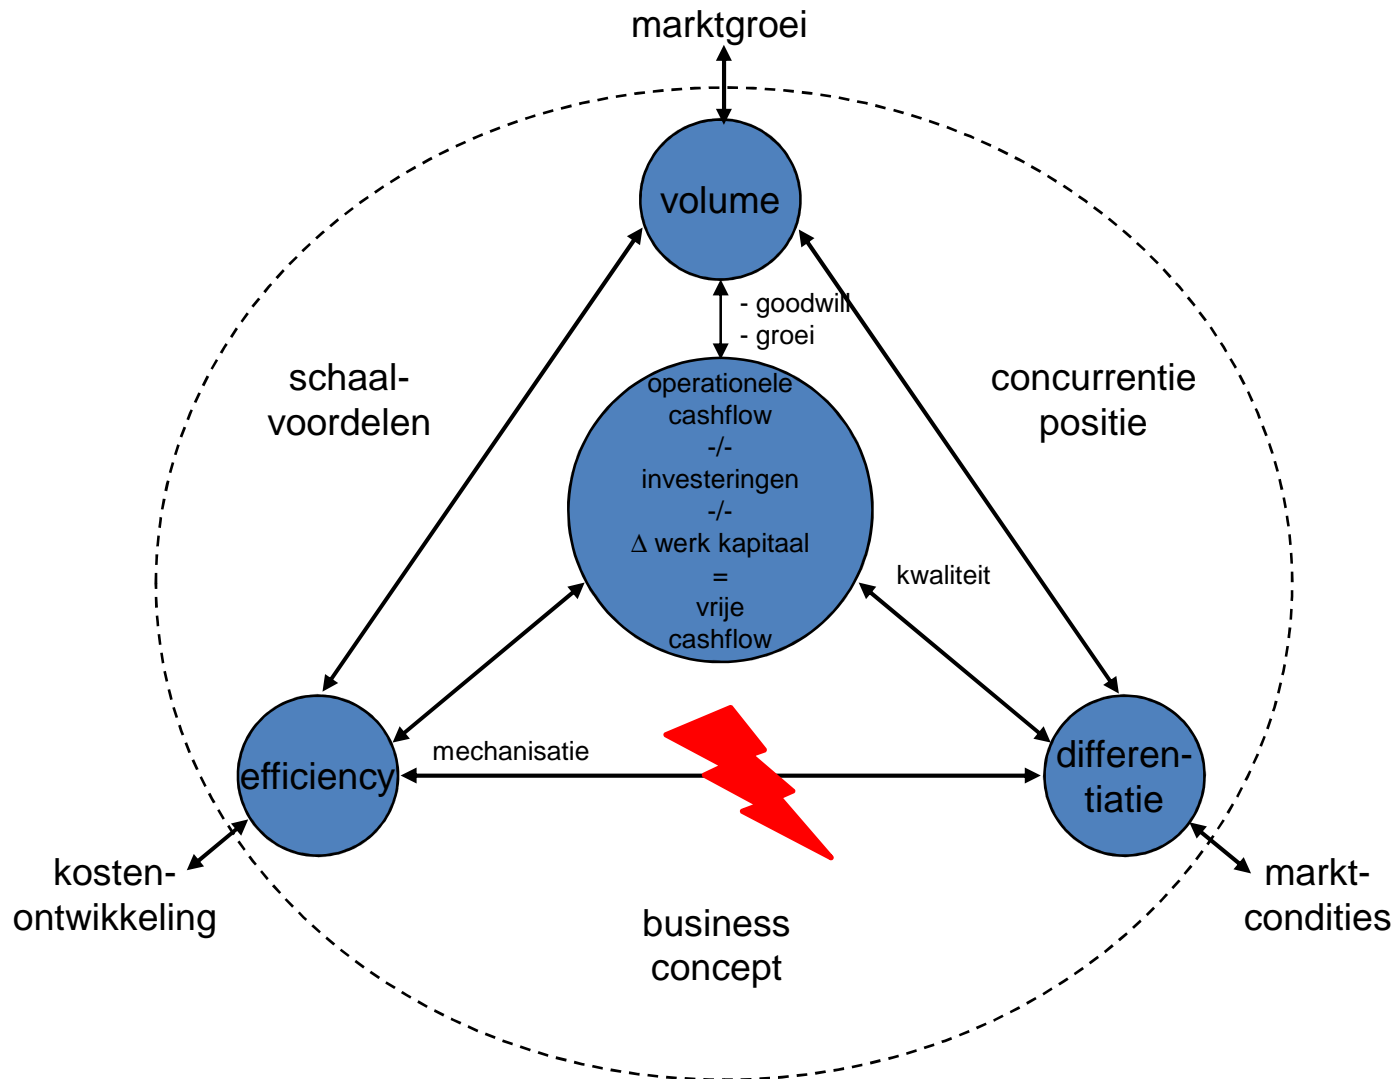 marktgroei
volume
- goodwill
- groei
schaal-
voordelen
concurrentie
positie
operationele
cashflow
-/-
investeringen
-/-
∆ werk kapitaal
=
vrije
cashflow
kwaliteit
mechanisatie
efficiency
differen-
tiatie
kosten-
ontwikkeling
markt-
condities
business
concept